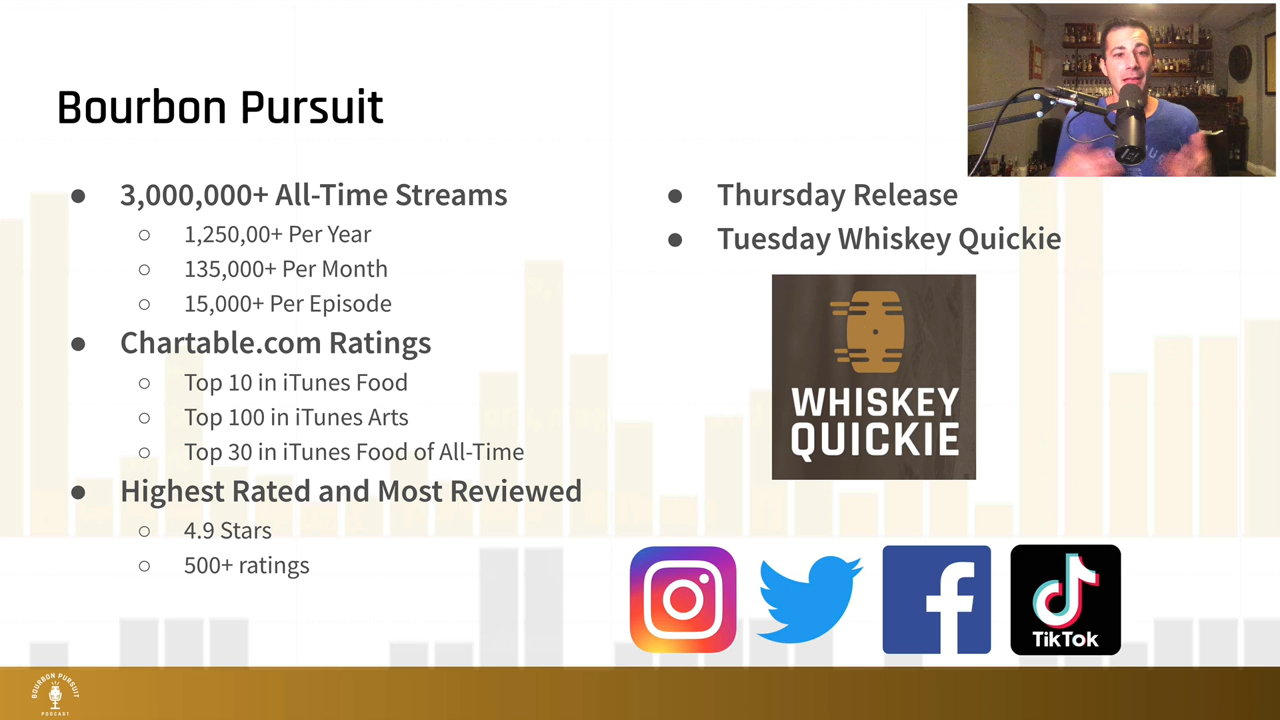 Bourbon Pursuit
● 3,000,000+ All-Time Streams
○ 1,250,00+ Per Year
○ 135,000+ Per Month
○ 15,000+ Per Episode
● Chartable.com Ratings
○ Top 10 in iTunes Food
○ Top 100 in iTunes Arts
○ Top 30 in iTunes Food of All-Time
● Highest Rated and Most Reviewed
○ 4.9 Stars
○ 500+ ratings
● Thursday Release
● Tuesday Whiskey Quickie
WHISKEY
QUICKIE
TikTok
BOURBON PURSUIT
PODCAST